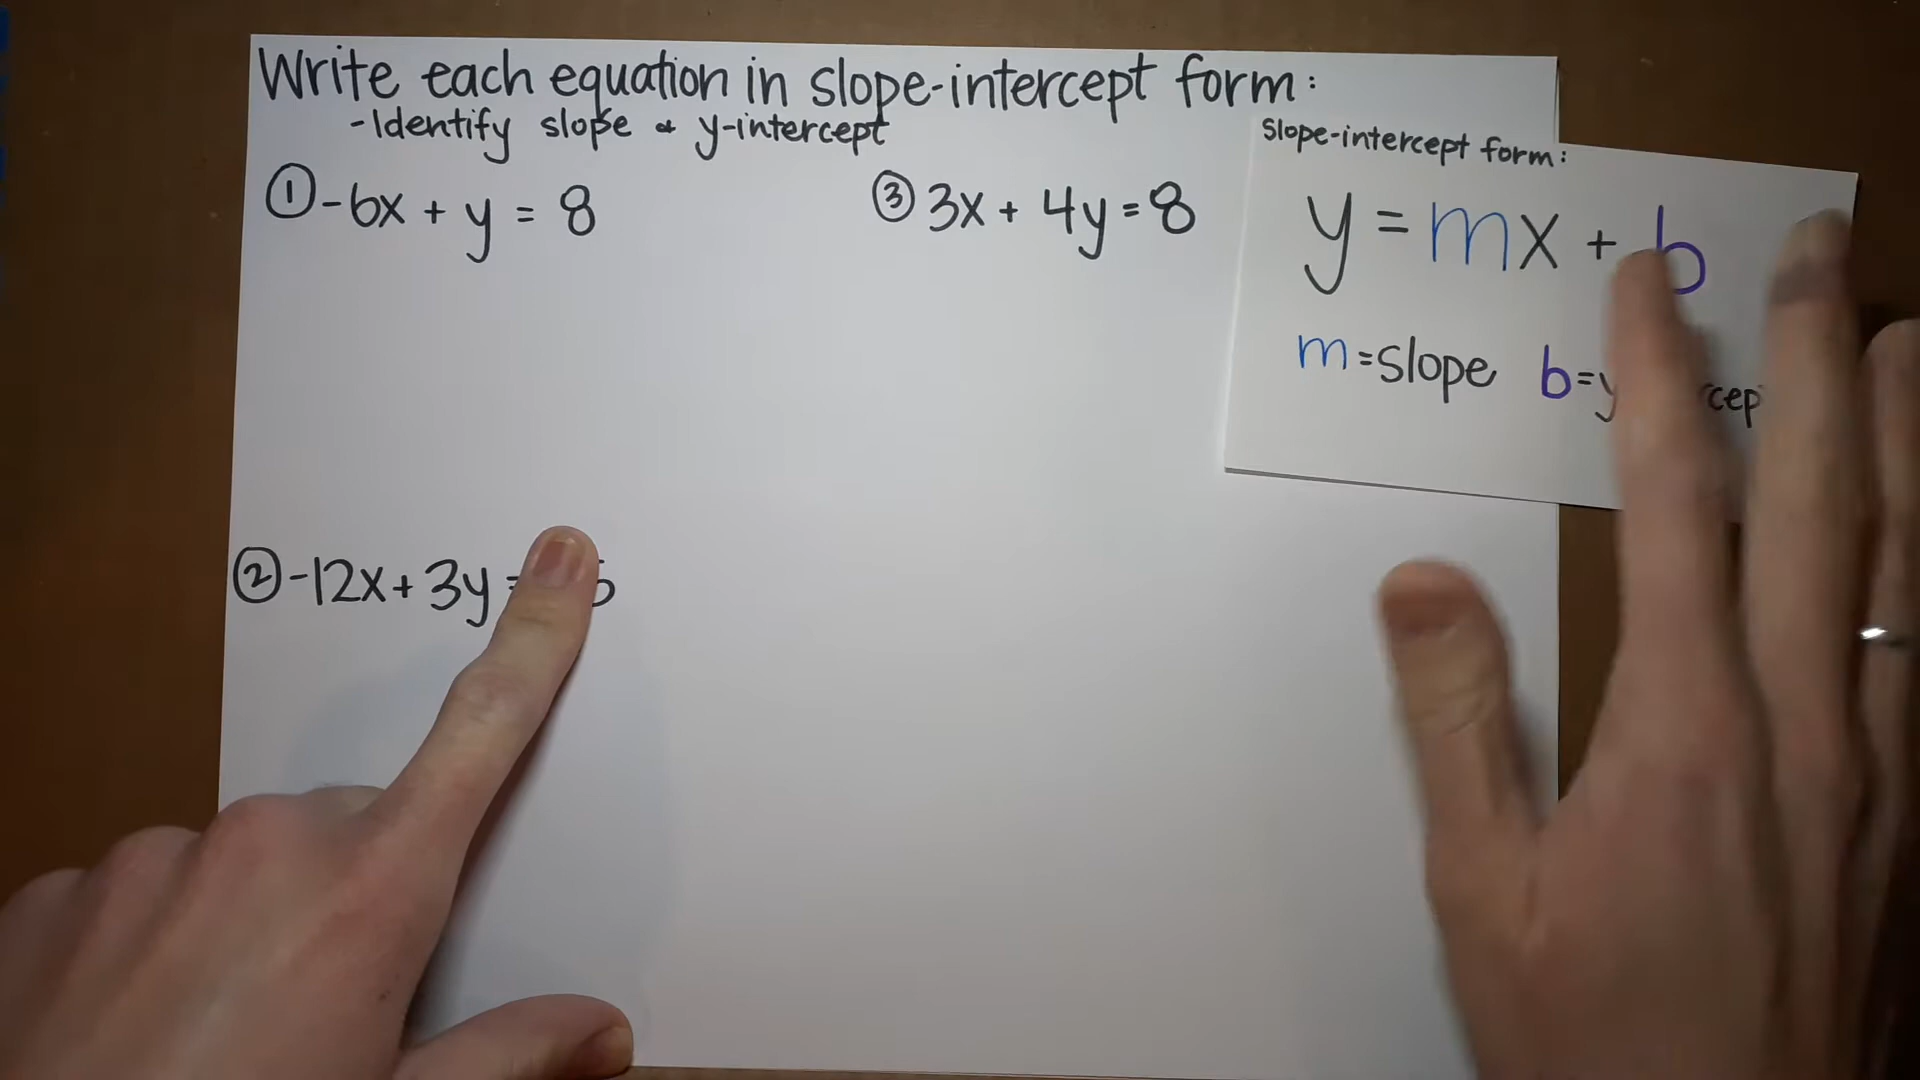 Write each equation in slope-intercept form:
-Identify slope & y-intercept
① -6x + y = 8
③ 3x + 4y = 8
② -12x + 3y =
Slope-intercept form:
y = mx + b
m = slope b =